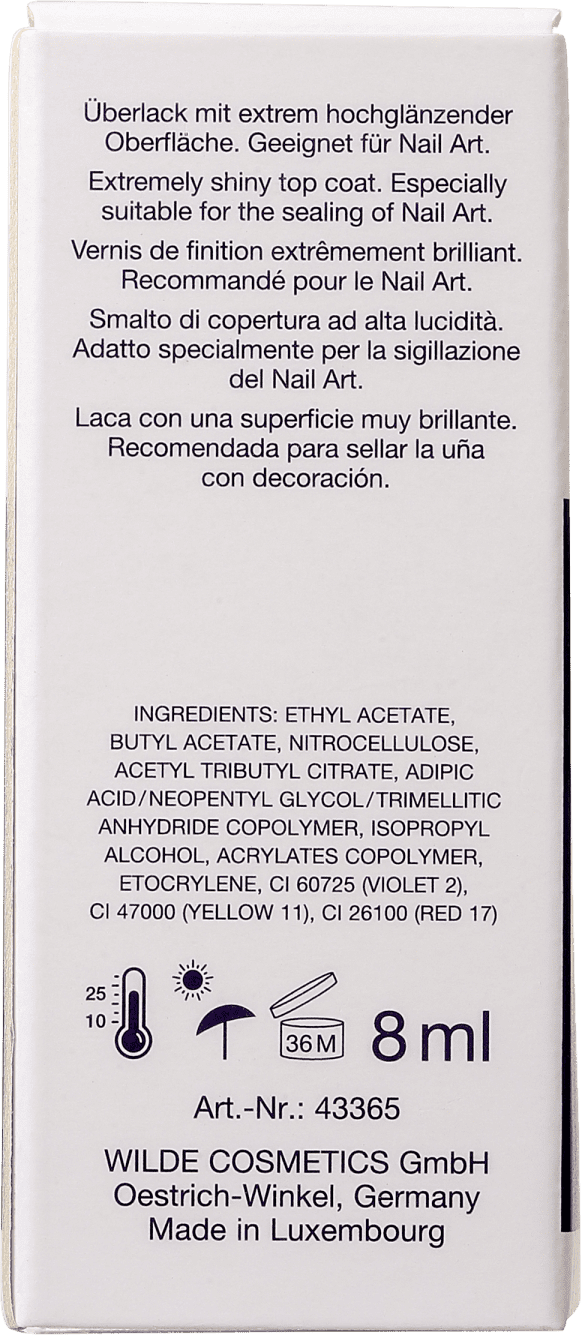 Überlack mit extrem hochglänzender
Oberfläche. Geeignet für Nail Art.
Extremely shiny top coat. Especially
suitable for the sealing of Nail Art.
Vernis de finition extrêmement brilliant.
Recommandé pour le Nail Art.
Smalto di copertura ad alta lucidità.
Adatto specialmente per la sigillazione
del Nail Art.
Laca con una superficie muy brillante.
Recomendada para sellar la uña
con decoración.
INGREDIENTS: ETHYL ACETATE,
BUTYL ACETATE, NITROCELLULOSE,
ACETYL TRIBUTYL CITRATE, ADIPIC
ACID/NEOPENTYL GLYCOL/TRIMELLITIC
ANHYDRIDE COPOLYMER, ISOPROPYL
ALCOHOL, ACRYLATES COPOLYMER,
ETOCRYLENE, CI 60725 (VIOLET 2),
CI 47000 (YELLOW 11), CI 26100 (RED 17)
25
10
36 M
8 ml
Art.-Nr.: 43365
WILDE COSMETICS GmbH
Oestrich-Winkel, Germany
Made in Luxembourg